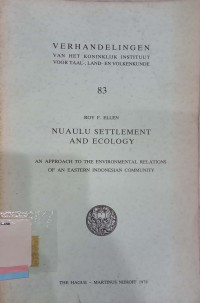 VERHANDELINGEN
VAN HET KONINKLIJK INSTITUUT
VOOR TAAL-, LAND- EN VOLKENKUNDE
83
ROY F. ELLEN
NUAULU SETTLEMENT
AND ECOLOGY
AN APPROACH TO THE ENVIRONMENTAL RELATIONS
OF AN EASTERN INDONESIAN COMMUNITY
THE HAGUE – MARTINUS NIJHOFF 1978